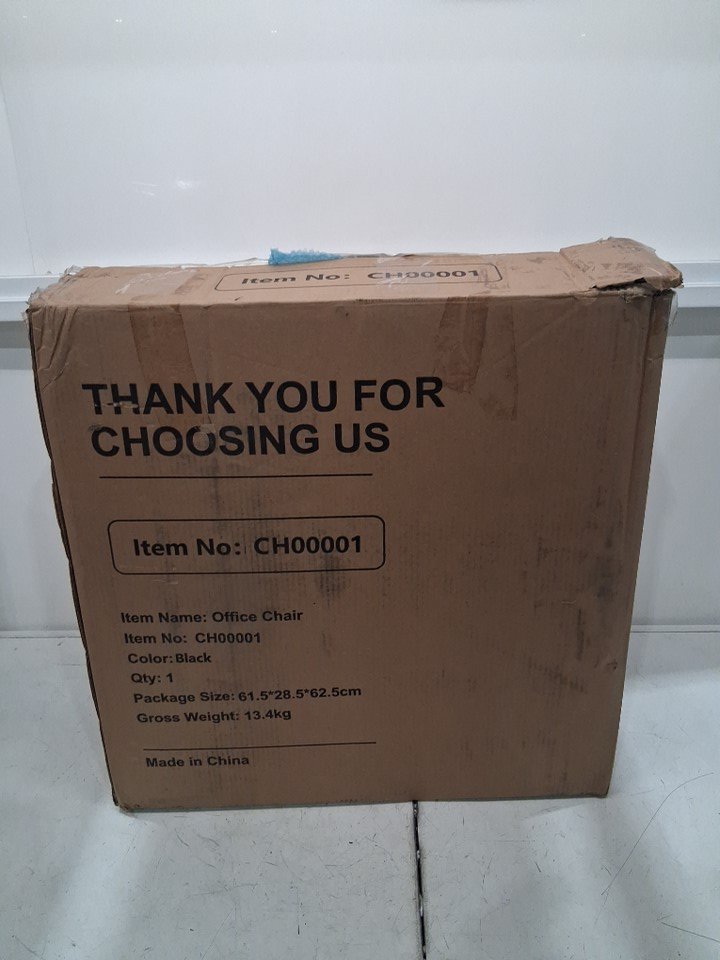 Item No: CH00001
THANK YOU FOR
CHOOSING US
Item No: CH00001
Item Name: Office Chair
Item No: CH00001
Color: Black
Qty: 1
Package Size: 61.5*28.5*62.5cm
Gross Weight: 13.4kg
Made in China